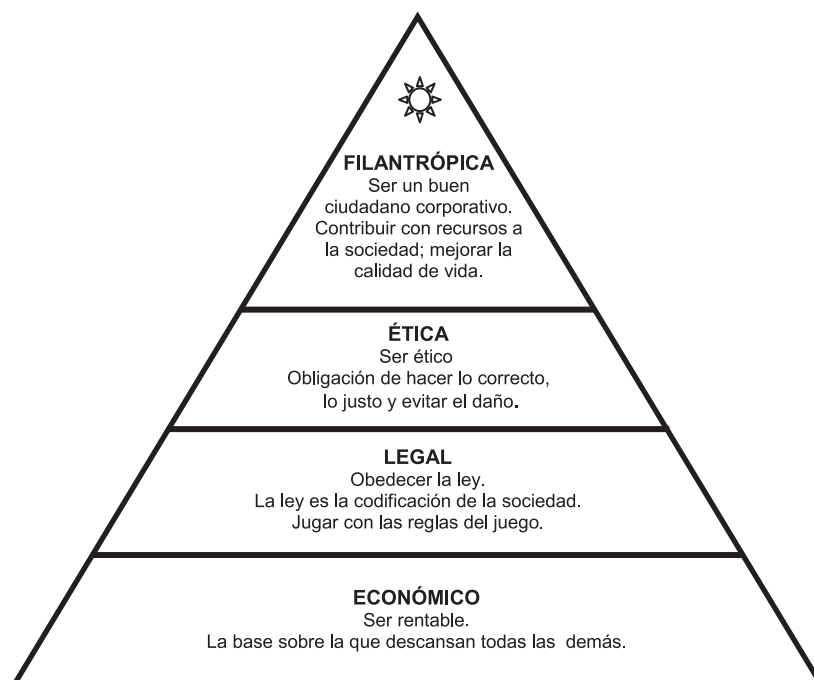 FILANTRÓPICA
Ser un buen
ciudadano corporativo.
Contribuir con recursos a
la sociedad; mejorar la
calidad de vida.
ÉTICA
Ser ético
Obligación de hacer lo correcto,
lo justo y evitar el daño.
LEGAL
Obedecer la ley.
La ley es la codificación de la sociedad.
Jugar con las reglas del juego.
ECONÓMICO
Ser rentable.
La base sobre la que descansan todas las demás.